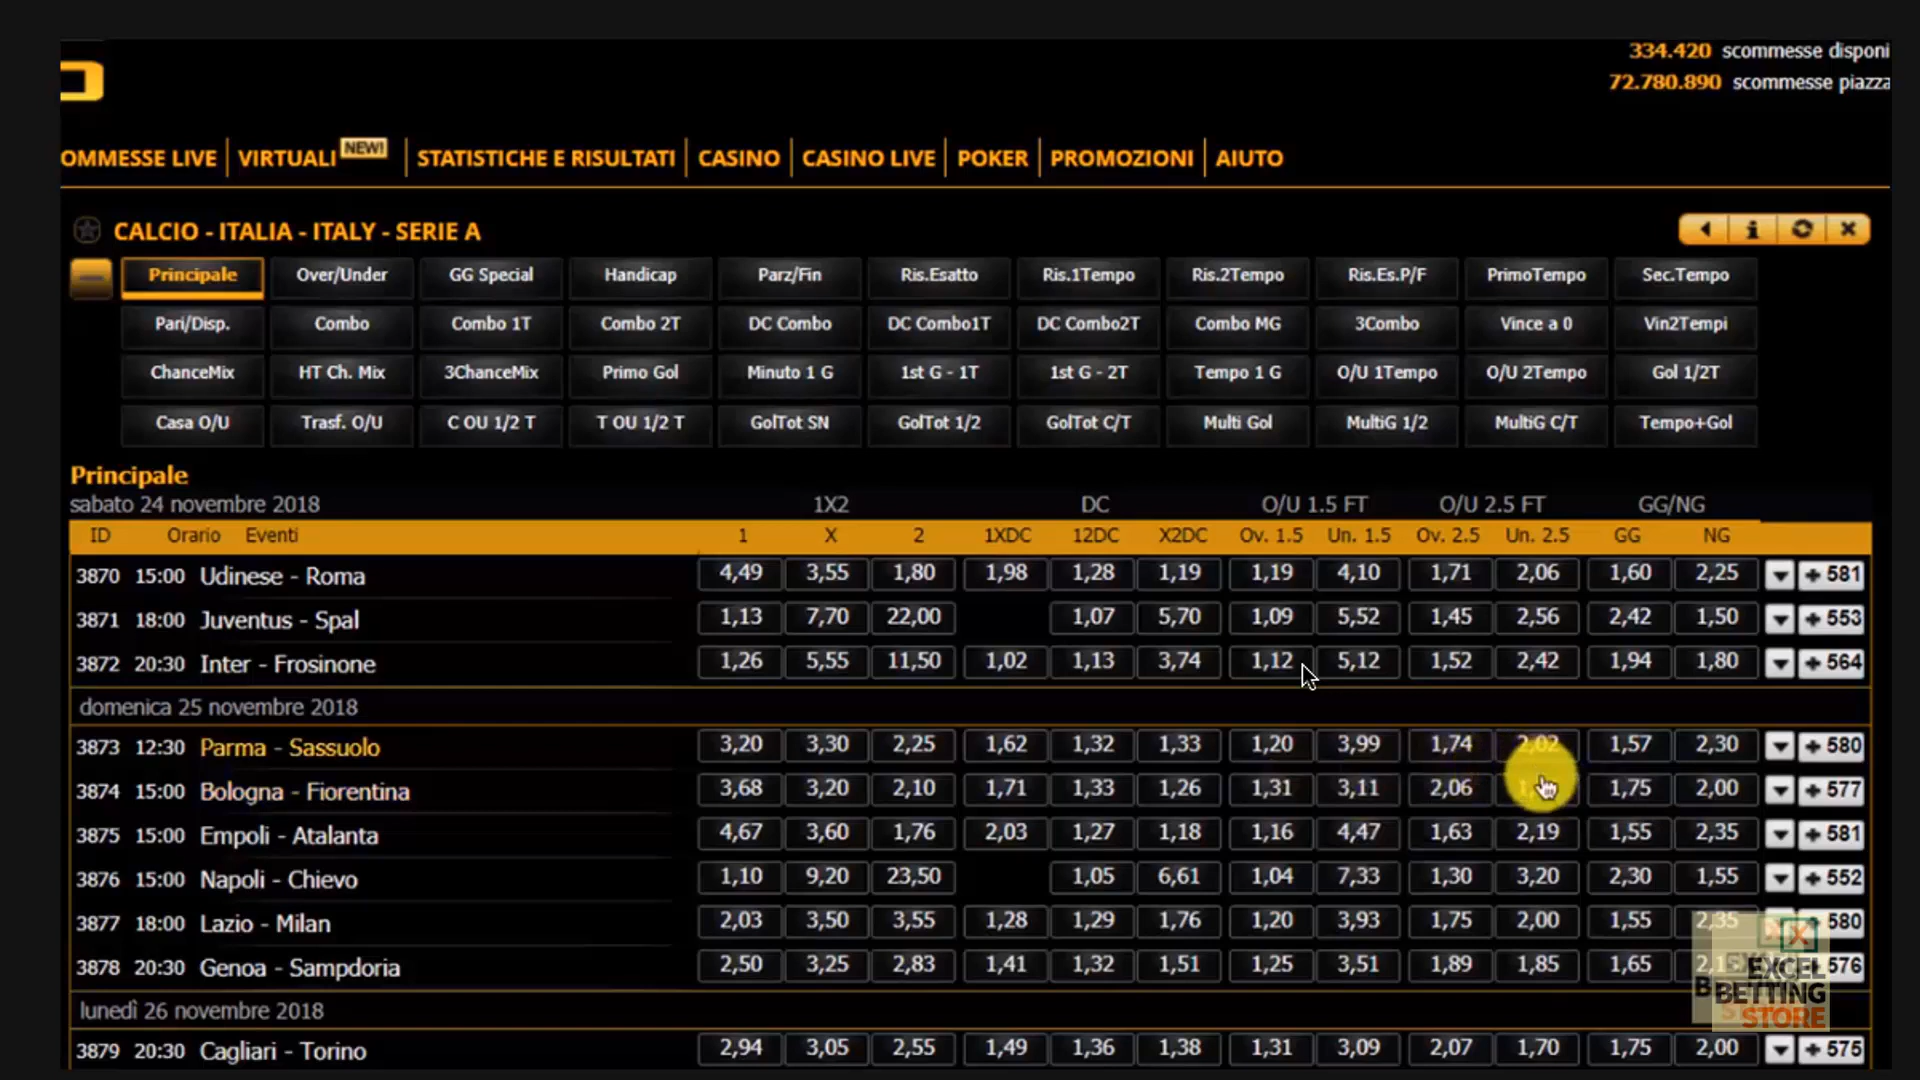 334.420 scommesse disponi
72.780.890 scommesse piazza
OMMESSE LIVE VIRTUALI NEW! STATISTICHE E RISULTATI CASINO CASINO LIVE POKER PROMOZIONI AIUTO
CALCIO - ITALIA - ITALY - SERIE A
Principale Over/Under GG Special Handicap Parz/Fin Ris.Esatto Ris.1Tempo Ris.2Tempo Ris.Es.P/F PrimoTempo Sec.Tempo
Pari/Disp. Combo Combo 1T Combo 2T DC Combo DC Combo1T DC Combo2T Combo MG 3Combo Vince a 0 Vin2Tempi
ChanceMix HT Ch. Mix 3ChanceMix Primo Gol Minuto 1 G 1st G - 1T 1st G - 2T Tempo 1 G O/U 1Tempo O/U 2Tempo Gol 1/2T
Casa O/U Trasf. O/U C OU 1/2 T T OU 1/2 T GolTot SN GolTot 1/2 GolTot C/T Multi Gol MultiG 1/2 MultiG C/T Tempo+Gol
Principale
sabato 24 novembre 2018 1X2 DC O/U 1.5 FT O/U 2.5 FT GG/NG
ID Orario Eventi 1 X 2 1XDC 12DC X2DC Ov. 1.5 Un. 1.5 Ov. 2.5 Un. 2.5 GG NG
3870 15:00 Udinese - Roma 4,49 3,55 1,80 1,98 1,28 1,19 1,19 4,10 1,71 2,06 1,60 2,25 +581
3871 18:00 Juventus - Spal 1,13 7,70 22,00 1,07 5,70 1,09 5,52 1,45 2,56 2,42 1,50 +553
3872 20:30 Inter - Frosinone 1,26 5,55 11,50 1,02 1,13 3,74 1,12 5,12 1,52 2,42 1,94 1,80 +564
domenica 25 novembre 2018
3873 12:30 Parma - Sassuolo 3,20 3,30 2,25 1,62 1,32 1,33 1,20 3,99 1,74 2,02 1,57 2,30 +580
3874 15:00 Bologna - Fiorentina 3,68 3,20 2,10 1,71 1,33 1,26 1,31 3,11 2,06 1,75 2,00 +577
3875 15:00 Empoli - Atalanta 4,67 3,60 1,76 2,03 1,27 1,18 1,16 4,47 1,63 2,19 1,55 2,35 +581
3876 15:00 Napoli - Chievo 1,10 9,20 23,50 1,05 6,61 1,04 7,33 1,30 3,20 2,30 1,55 +552
3877 18:00 Lazio - Milan 2,03 3,50 3,55 1,28 1,29 1,76 1,20 3,93 1,75 2,00 1,55 2,35 +580
3878 20:30 Genoa - Sampdoria 2,50 3,25 2,83 1,41 1,32 1,51 1,25 3,51 1,89 1,85 1,65 +576
EXCEL
BETTING
STORE
lunedì 26 novembre 2018
3879 20:30 Cagliari - Torino 2,94 3,05 2,55 1,49 1,36 1,38 1,31 3,09 2,07 1,70 1,75 2,00 +575